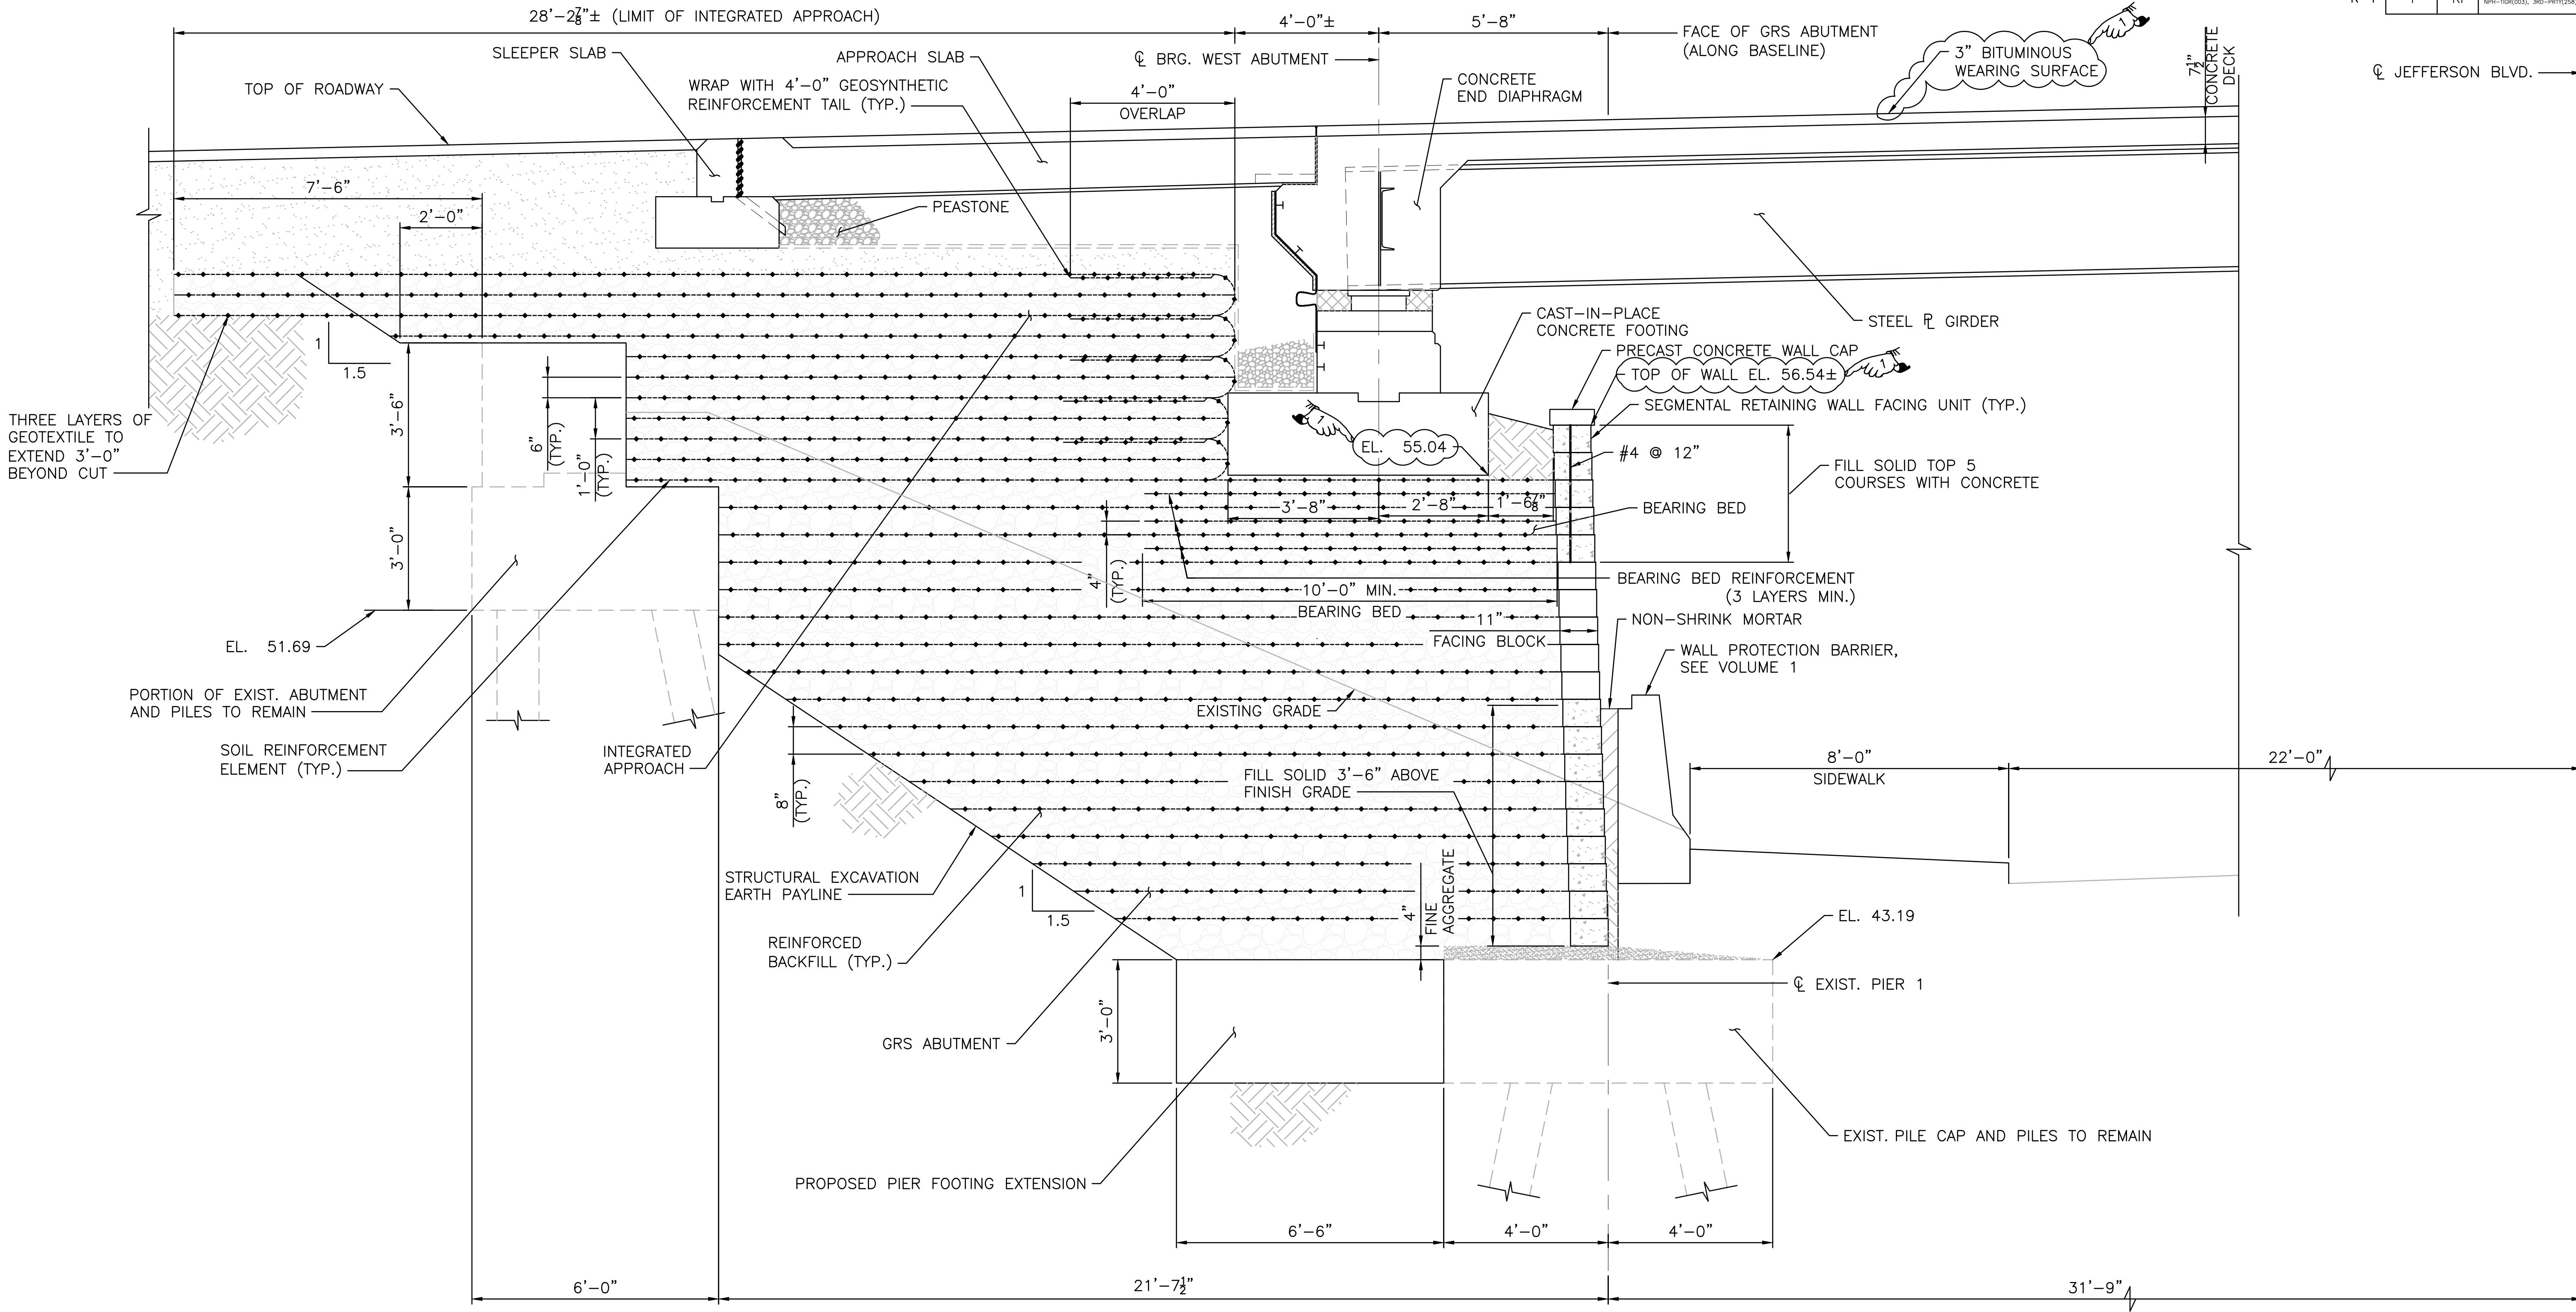 28'-2⅞"± (LIMIT OF INTEGRATED APPROACH)
4'-0"±
5'-8"
FACE OF GRS ABUTMENT
(ALONG BASELINE)
℄ BRG. WEST ABUTMENT
SLEEPER SLAB
APPROACH SLAB
TOP OF ROADWAY
WRAP WITH 4'-0" GEOSYNTHETIC
REINFORCEMENT TAIL (TYP.)
4'-0"
OVERLAP
CONCRETE
END DIAPHRAGM
3" BITUMINOUS
WEARING SURFACE
1
7½"
CONCRETE
DECK
℄ JEFFERSON BLVD.
7'-6"
2'-0"
PEASTONE
1
1.5
THREE LAYERS OF
GEOTEXTILE TO
EXTEND 3'-0"
BEYOND CUT
3'-6"
6"
(TYP.)
1'-0"
(TYP.)
CAST-IN-PLACE
CONCRETE FOOTING
STEEL ⅊ GIRDER
PRECAST CONCRETE WALL CAP
TOP OF WALL EL. 56.54±
1
SEGMENTAL RETAINING WALL FACING UNIT (TYP.)
1
EL. 55.04
#4 @ 12"
FILL SOLID TOP 5
COURSES WITH CONCRETE
3'-8"
2'-8"
1'-6⅞"
BEARING BED
3'-0"
4"
(TYP.)
10'-0" MIN.
BEARING BED
BEARING BED REINFORCEMENT
(3 LAYERS MIN.)
11"
FACING BLOCK
NON-SHRINK MORTAR
WALL PROTECTION BARRIER,
SEE VOLUME 1
EL. 51.69
PORTION OF EXIST. ABUTMENT
AND PILES TO REMAIN
EXISTING GRADE
SOIL REINFORCEMENT
ELEMENT (TYP.)
INTEGRATED
APPROACH
8"
(TYP.)
FILL SOLID 3'-6" ABOVE
FINISH GRADE
8'-0"
SIDEWALK
22'-0"
STRUCTURAL EXCAVATION
EARTH PAYLINE
1
1.5
4"
FINE
AGGREGATE
REINFORCED
BACKFILL (TYP.)
EL. 43.19
℄ EXIST. PIER 1
3'-0"
GRS ABUTMENT
EXIST. PILE CAP AND PILES TO REMAIN
PROPOSED PIER FOOTING EXTENSION
6'-6"
4'-0"
4'-0"
6'-0"
21'-7½"
31'-9"